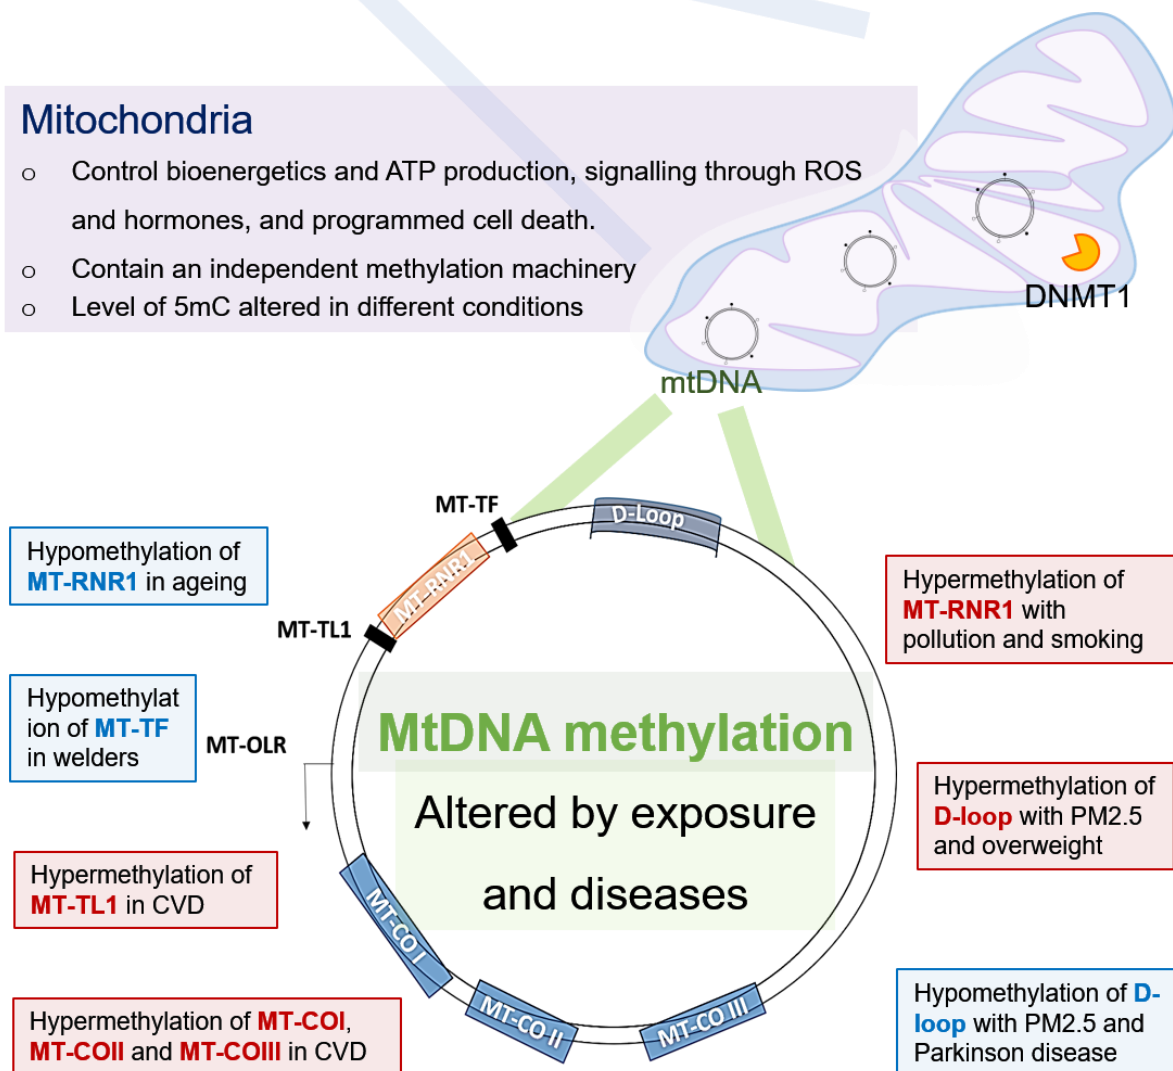 Mitochondria
o Control bioenergetics and ATP production, signalling through ROS
and hormones, and programmed cell death.
o Contain an independent methylation machinery
o Level of 5mC altered in different conditions
DNMT1
mtDNA
MT-TF
D-Loop
MT-RNR1
MT-TL1
MT-OLR
MT-CO I
MT-CO II
MT-CO III
MtDNA methylation
Altered by exposure
and diseases
Hypomethylation of
MT-RNR1 in ageing
Hypomethylat
ion of MT-TF
in welders
Hypermethylation of
MT-TL1 in CVD
Hypermethylation of MT-COI,
MT-COII and MT-COIII in CVD
Hypermethylation of
MT-RNR1 with
pollution and smoking
Hypermethylation of
D-loop with PM2.5
and overweight
Hypomethylation of D-
loop with PM2.5 and
Parkinson disease